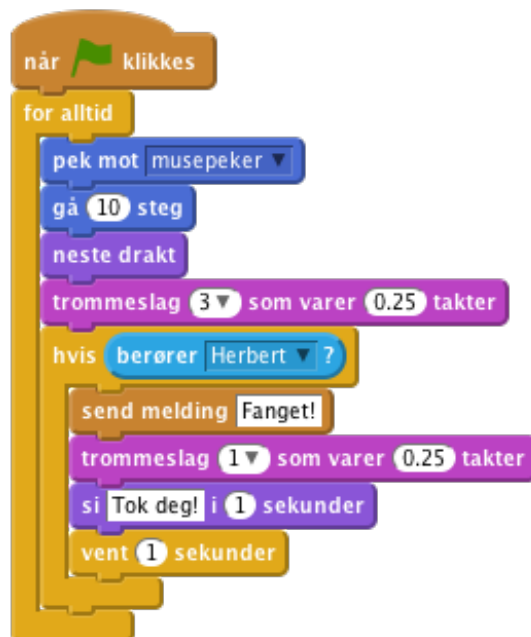 når klikkes
for alltid
pek mot musepeker
gå 10 steg
neste drakt
trommeslag 3 som varer 0.25 takter
hvis berører Herbert ?
send melding Fanget!
trommeslag 1 som varer 0.25 takter
si Tok deg! i 1 sekunder
vent 1 sekunder